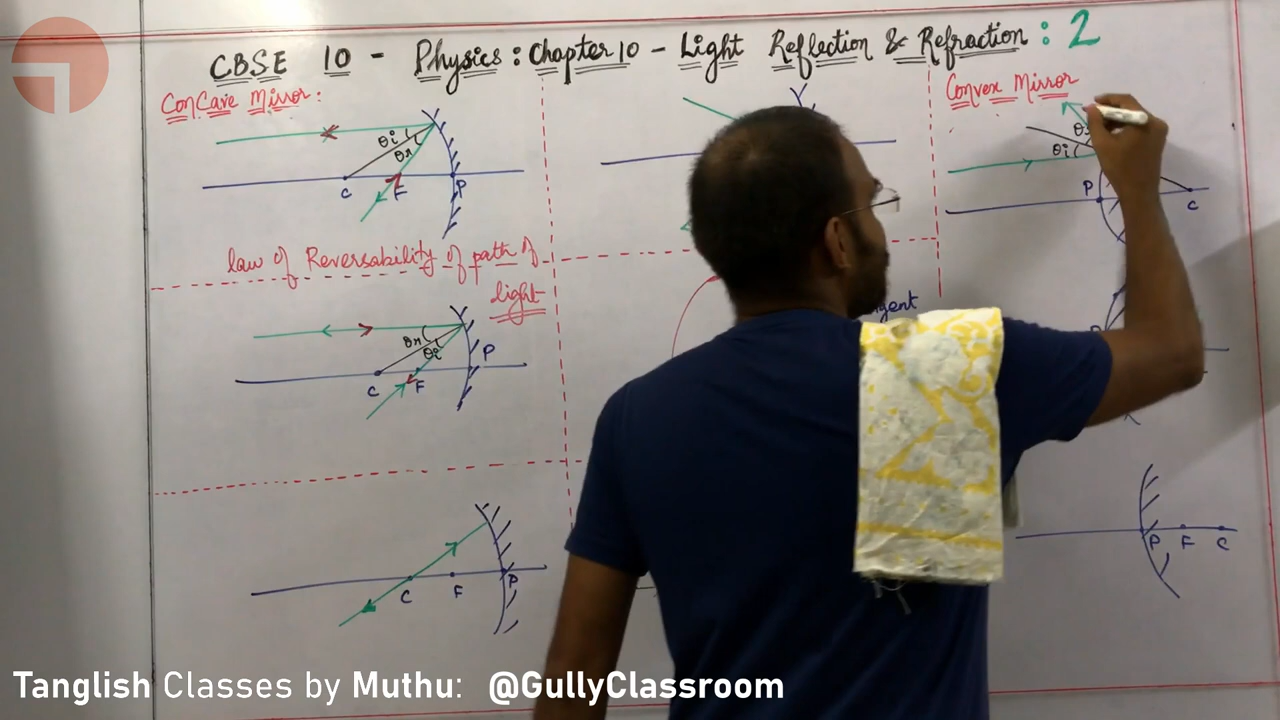 CBSE 10 - Physics : Chapter 10 - Light Reflection & Refraction : 2
ConCave Mirror :
θi
θr
C F P
law of Reversability of path of
light
θr
θi
C F P
C F P
Convex Mirror
θi
P C
P F C
Tanglish Classes by Muthu: @GullyClassroom